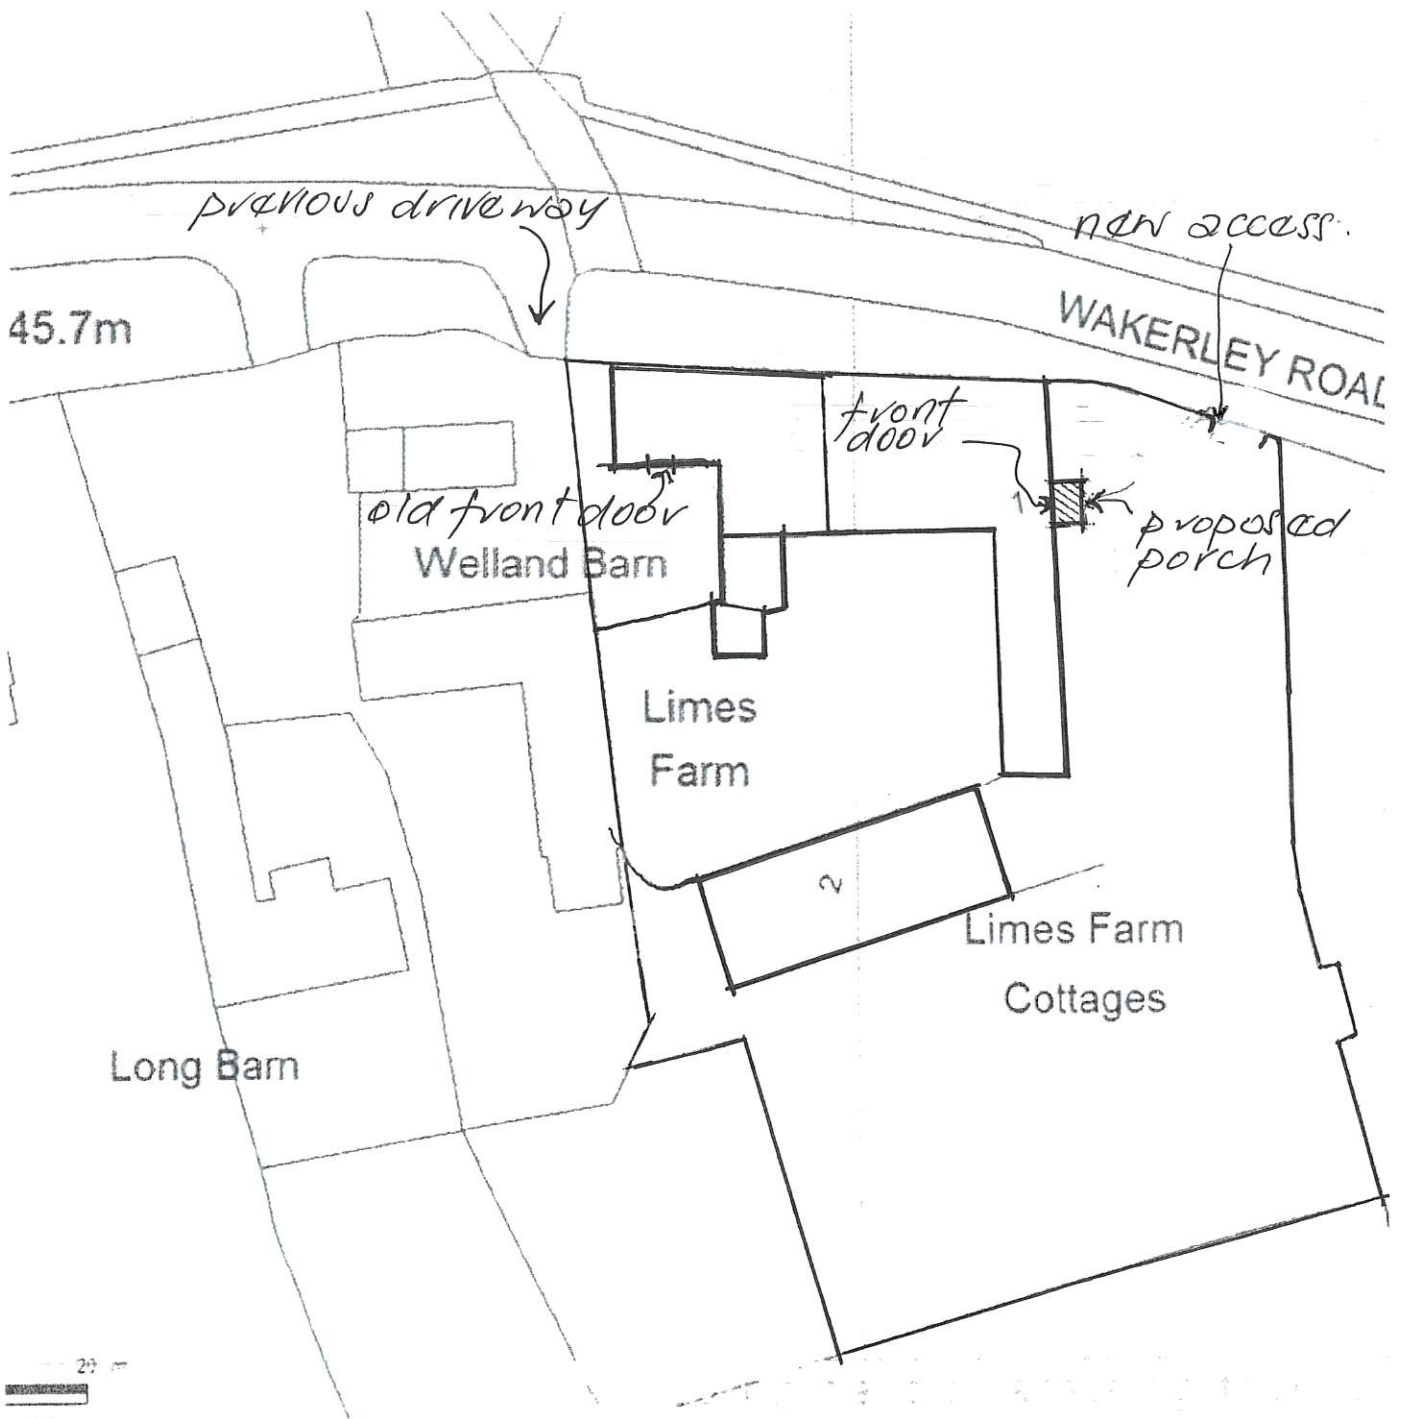 previous driveway
new access.
45.7m
WAKERLEY ROAD
front
door
1
old front door
proposed
porch
Welland Barn
Limes
Farm
2
Limes Farm
Cottages
Long Barn
20 m